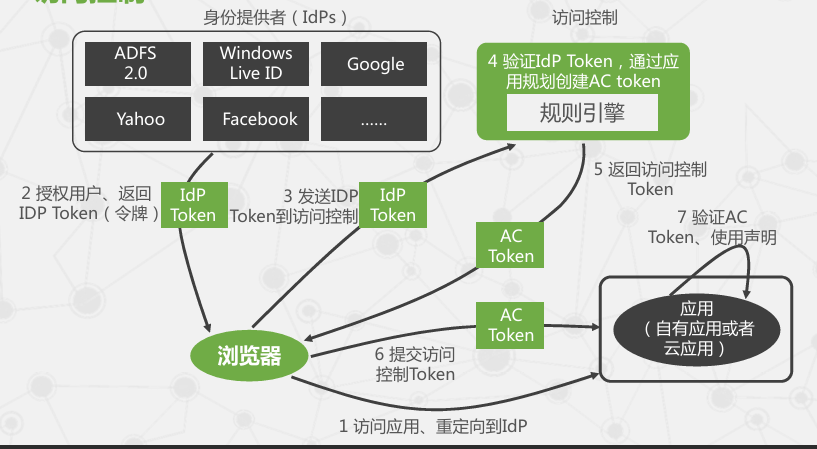 访问控制
身份提供者（IdPs）
访问控制
ADFS
2.0
Windows
Live ID
Google
Yahoo
Facebook
......
4 验证IdP Token，通过应
用规划创建AC token
规则引擎
2 授权用户、返回
IDP Token（令牌）
IdP
Token
3 发送IDP
Token到访问控制
IdP
Token
5 返回访问控制
Token
AC
Token
7 验证AC
Token、使用声明
AC
Token
应用
（自有应用或者
云应用）
浏览器
6 提交访问
控制Token
1 访问应用、重定向到IdP